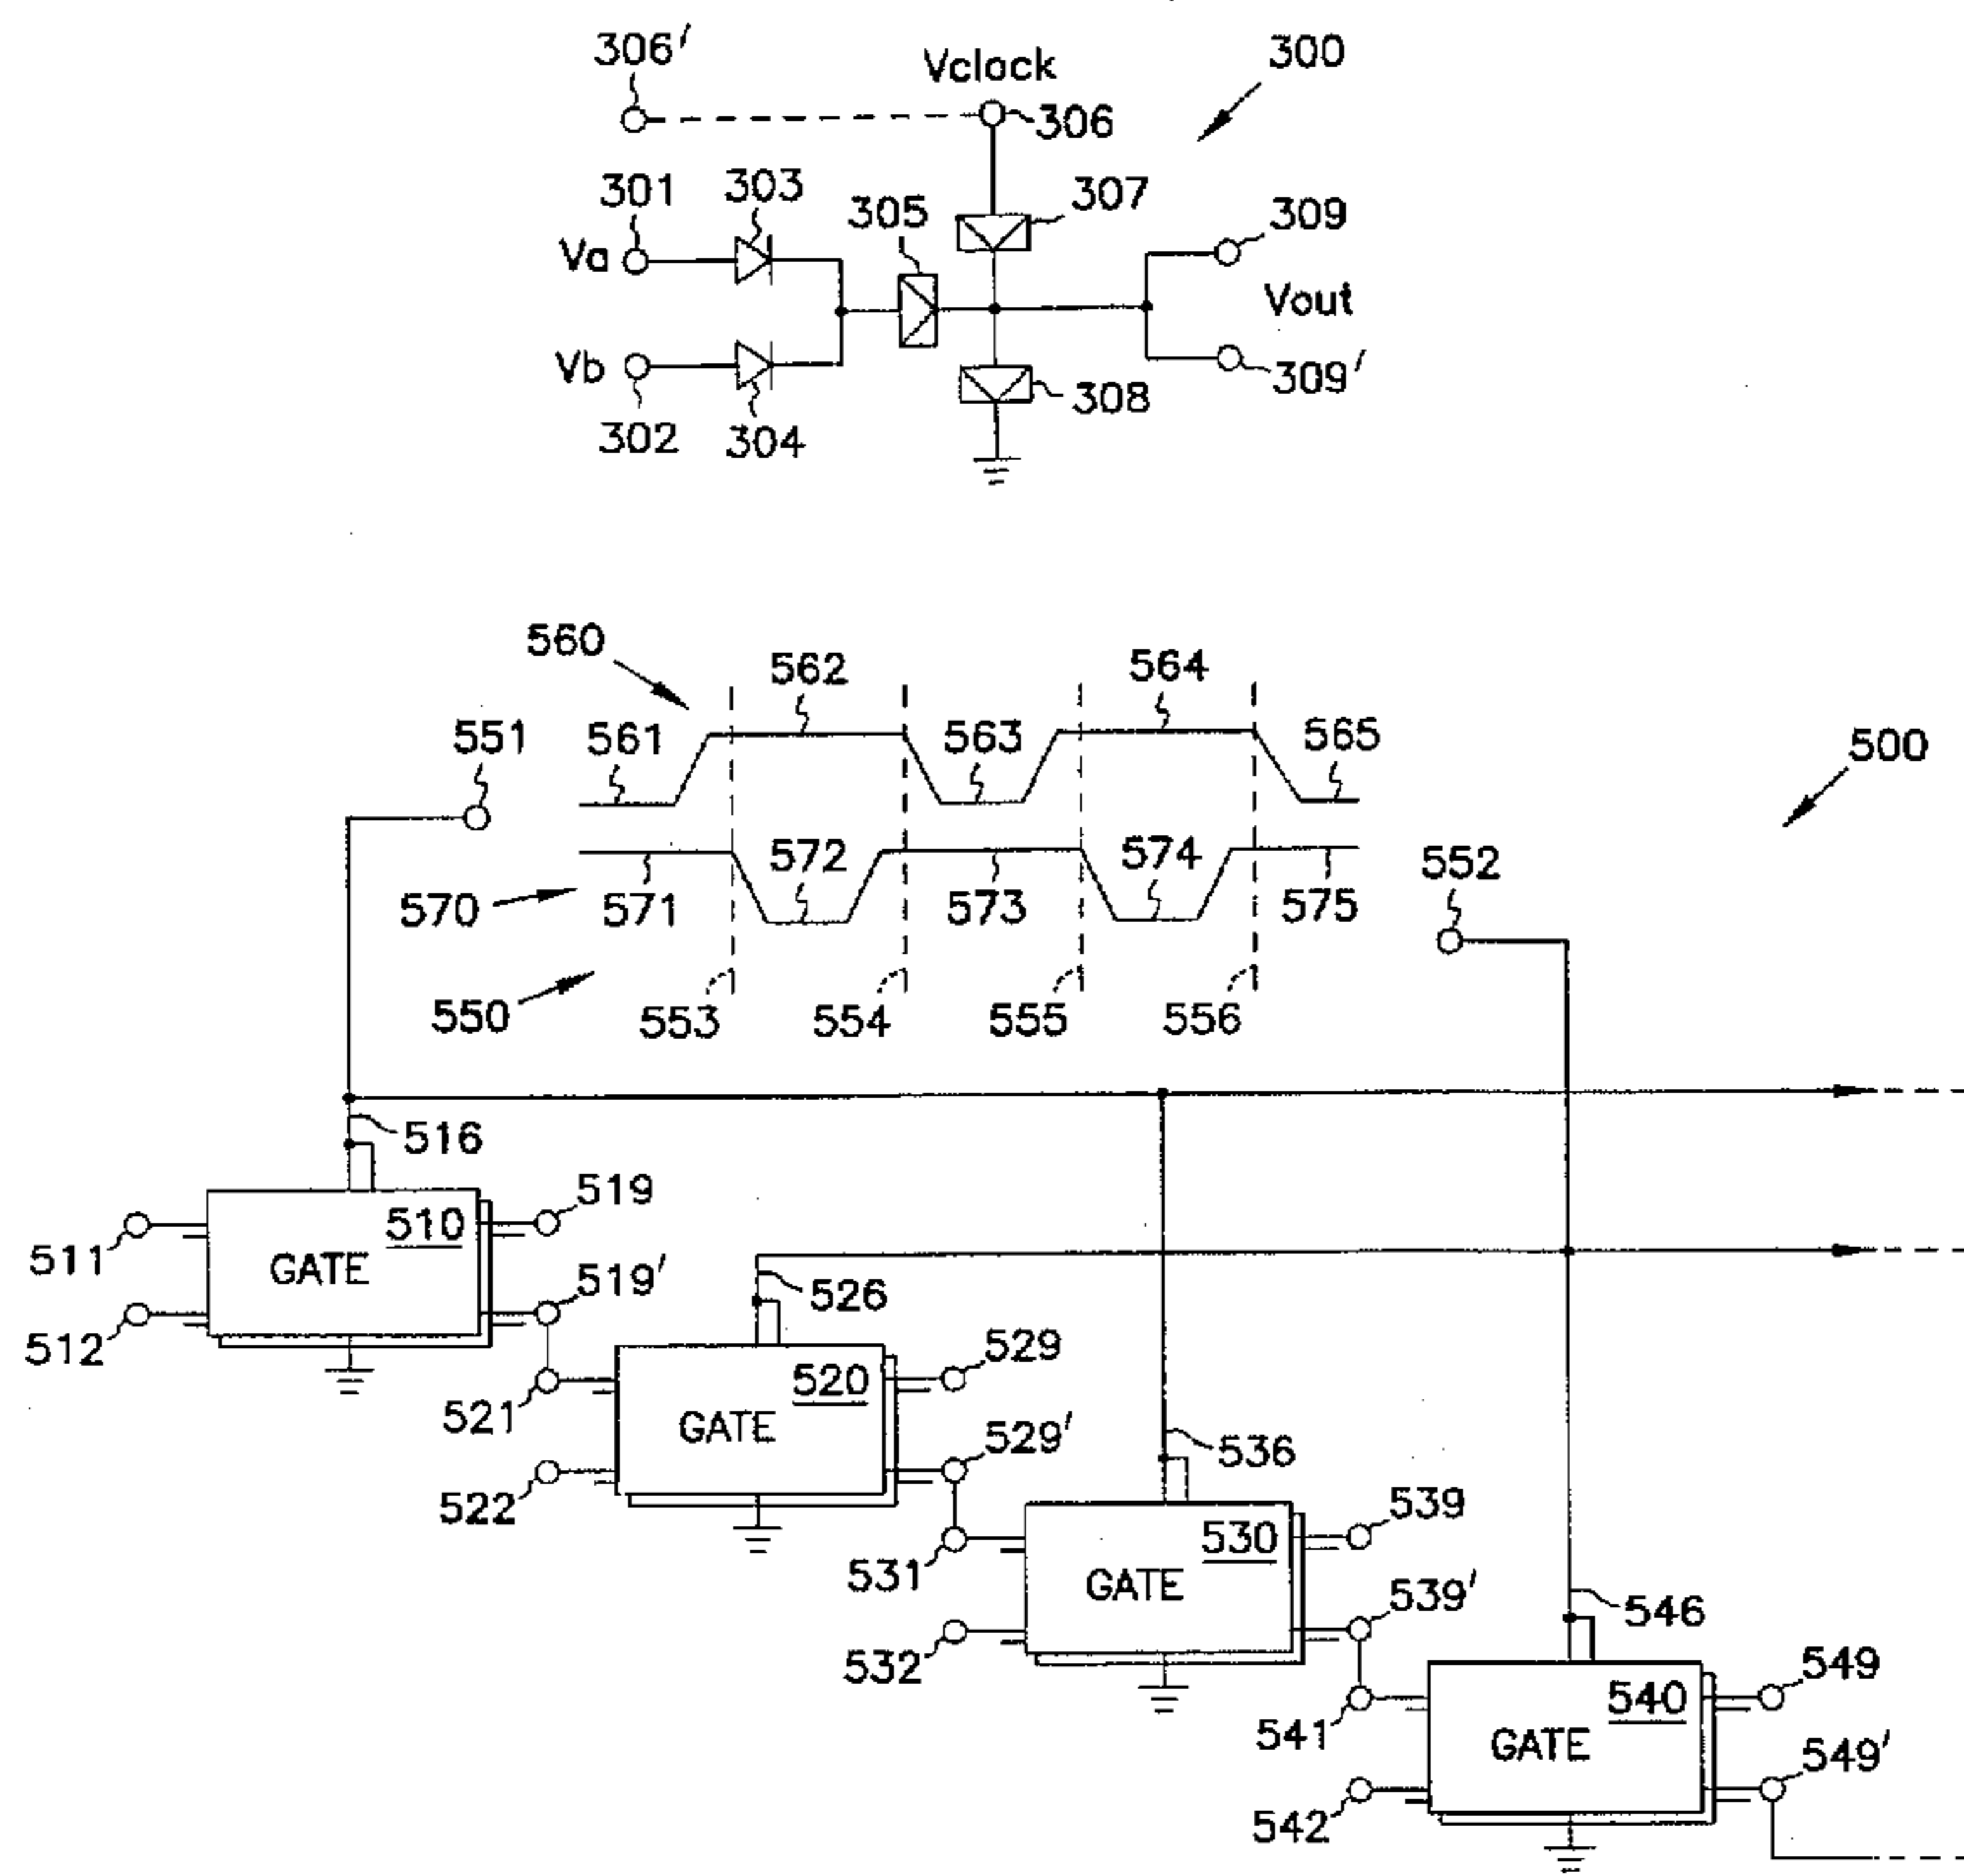 306′ Vclock 300
306
301 303 305 307 309
Va
Vout
Vb
302 304 308 309′
560 562 564
551 561 563 565 500
572 574 552
570 571 573 575
550 553 554 555 556
516
510 519
511 GATE
519′ 526
512
520 529
521 GATE
529′ 536
522
530 539
531 GATE
539′ 546
532
540 549
541 GATE
549′
542